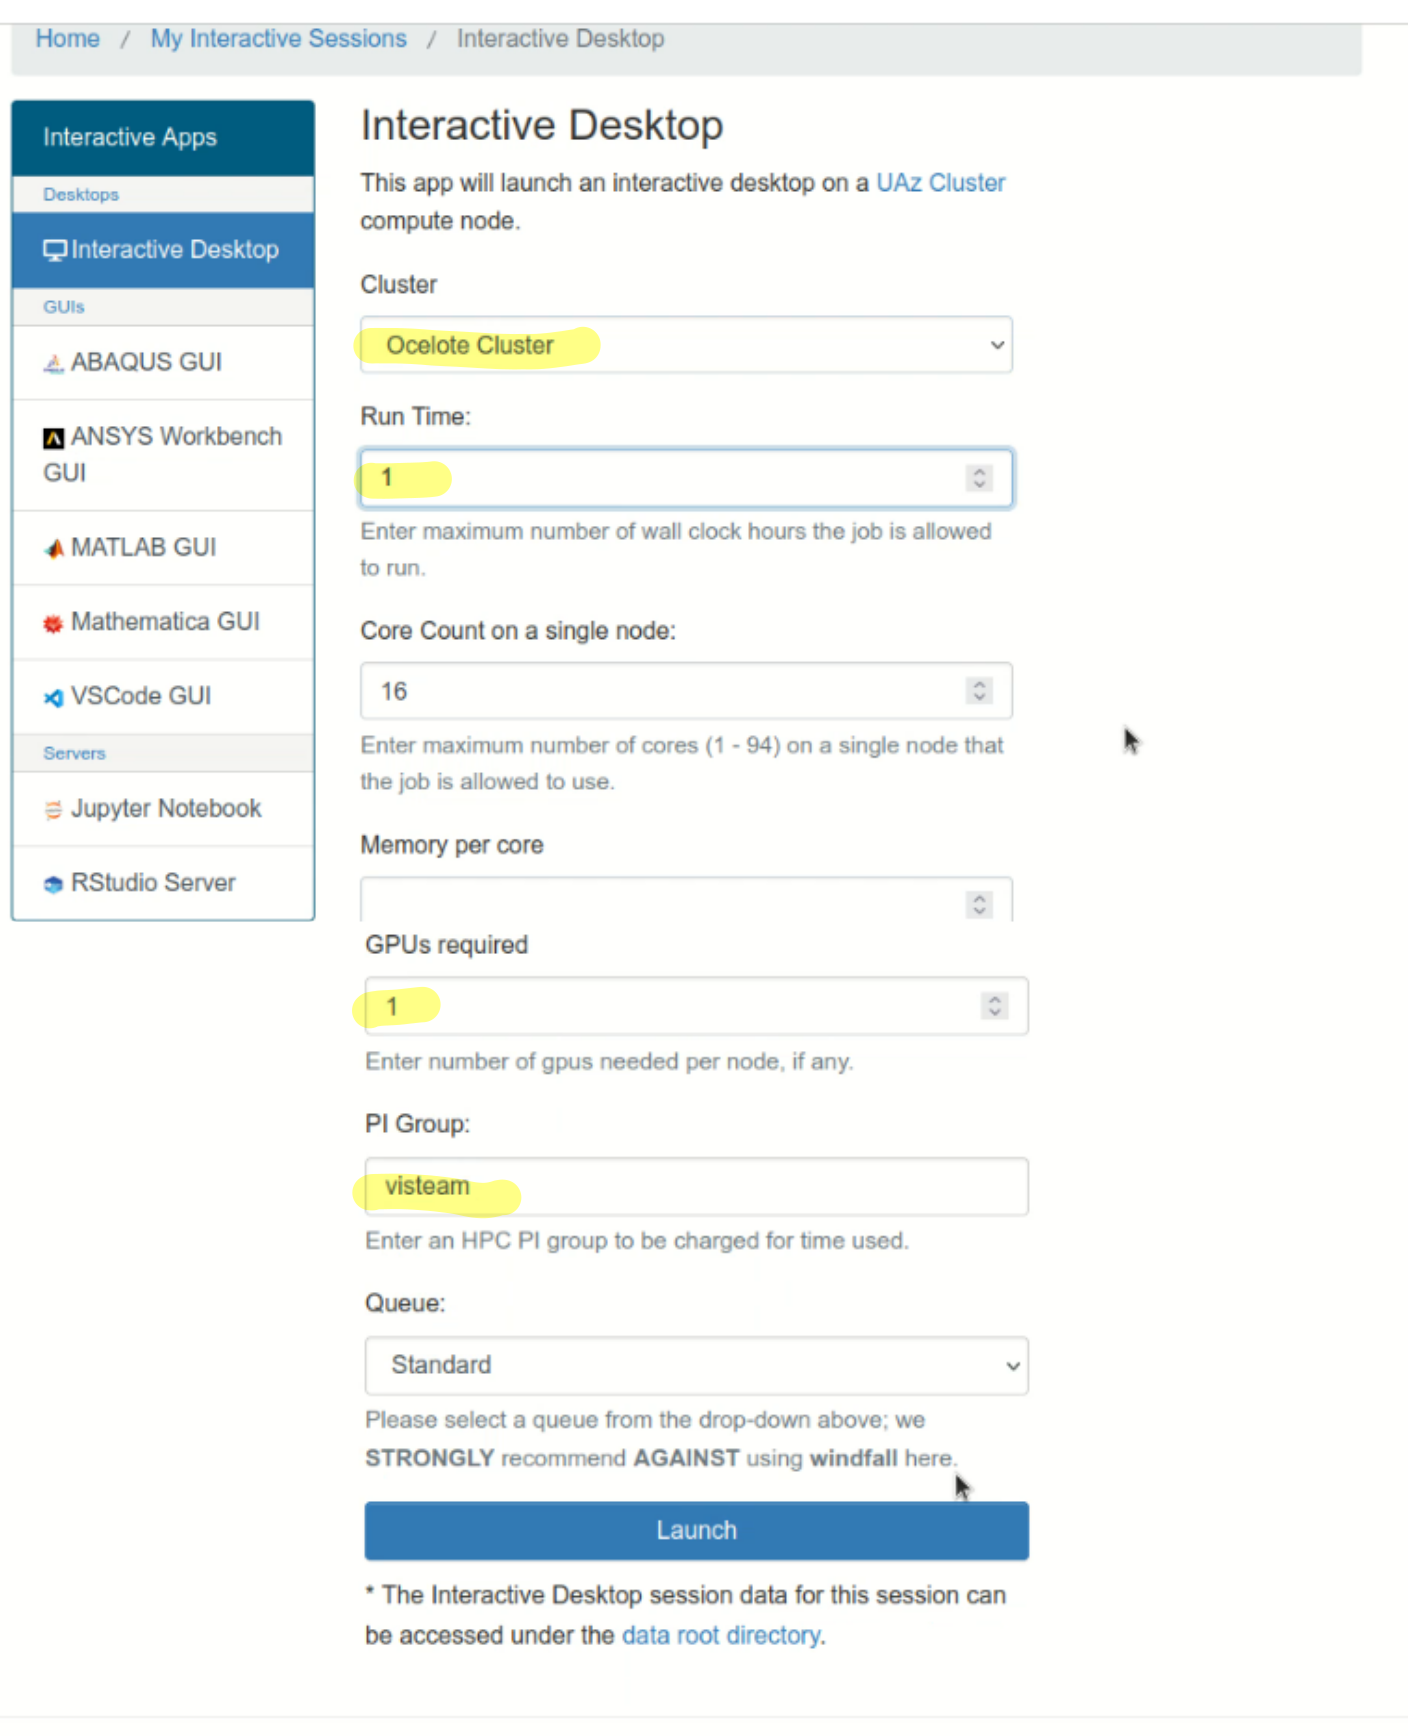 Home / My Interactive Sessions / Interactive Desktop
Interactive Apps
Desktops
Interactive Desktop
GUIs
ABAQUS GUI
ANSYS Workbench
GUI
MATLAB GUI
Mathematica GUI
VSCode GUI
Servers
Jupyter Notebook
RStudio Server
Interactive Desktop
This app will launch an interactive desktop on a UAz Cluster
compute node.
Cluster
Ocelote Cluster
Run Time:
1
Enter maximum number of wall clock hours the job is allowed
to run.
Core Count on a single node:
16
Enter maximum number of cores (1 - 94) on a single node that
the job is allowed to use.
Memory per core
GPUs required
1
Enter number of gpus needed per node, if any.
PI Group:
visteam
Enter an HPC PI group to be charged for time used.
Queue:
Standard
Please select a queue from the drop-down above; we
STRONGLY recommend AGAINST using windfall here.
Launch
* The Interactive Desktop session data for this session can
be accessed under the data root directory.